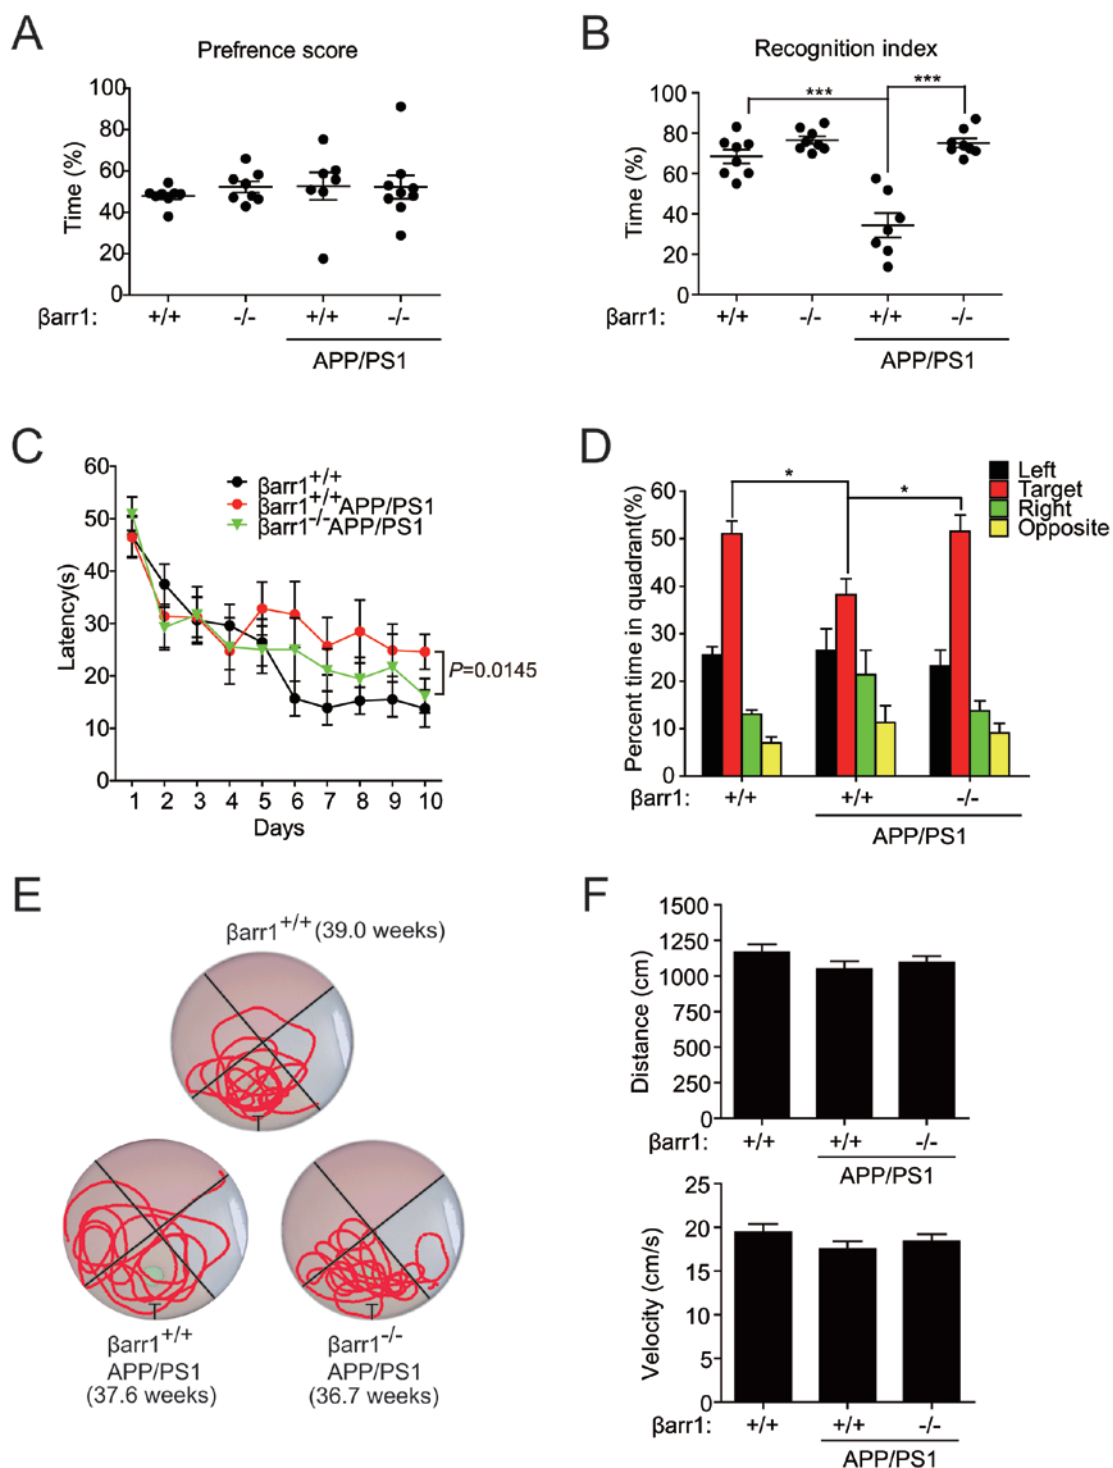 A
Prefrence score
100
80
60
40
20
0
Time (%)
βarr1: +/+ -/- +/+ -/-
APP/PS1
B
Recognition index
*** ***
100
80
60
40
20
0
Time (%)
βarr1: +/+ -/- +/+ -/-
APP/PS1
C
60
50
40
30
20
10
0
Latency(s)
βarr1+/+
βarr1+/+APP/PS1
βarr1-/-APP/PS1
P=0.0145
1 2 3 4 5 6 7 8 9 10
Days
D
Left
Target
Right
Opposite
* *
60
50
40
30
20
10
0
Percent time in quadrant(%)
βarr1: +/+ +/+ -/-
APP/PS1
E
βarr1+/+ (39.0 weeks)
T
T T
βarr1+/+ βarr1-/-
APP/PS1 APP/PS1
(37.6 weeks) (36.7 weeks)
F
1500
1250
1000
750
500
250
0
Distance (cm)
βarr1: +/+ +/+ -/-
APP/PS1
25
20
15
10
5
0
Velocity (cm/s)
βarr1: +/+ +/+ -/-
APP/PS1